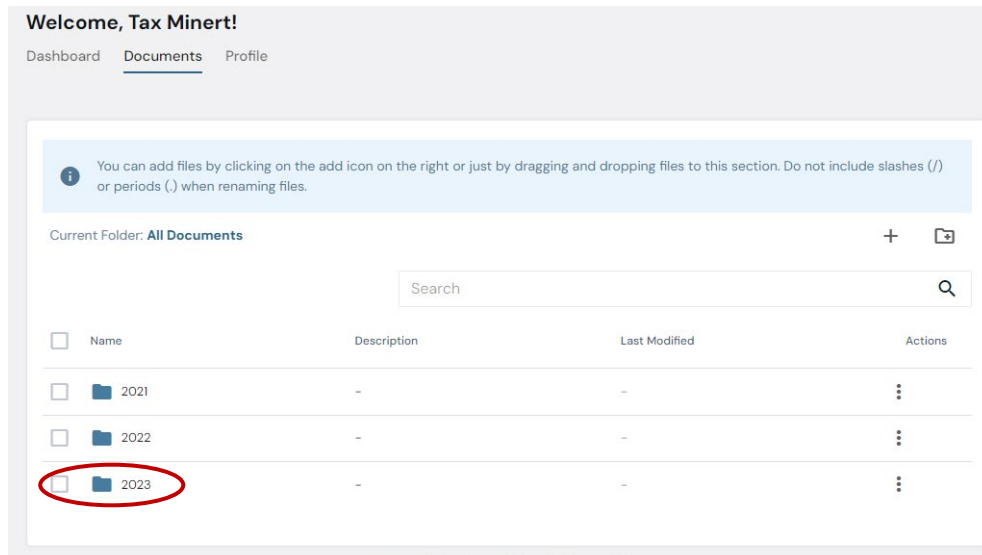 Welcome, Tax Minert!
Dashboard Documents Profile
You can add files by clicking on the add icon on the right or just by dragging and dropping files to this section. Do not include slashes (/)
or periods (.) when renaming files.
Current Folder: All Documents
Search
Name Description Last Modified Actions
2021 - -
2022 - -
2023 - -